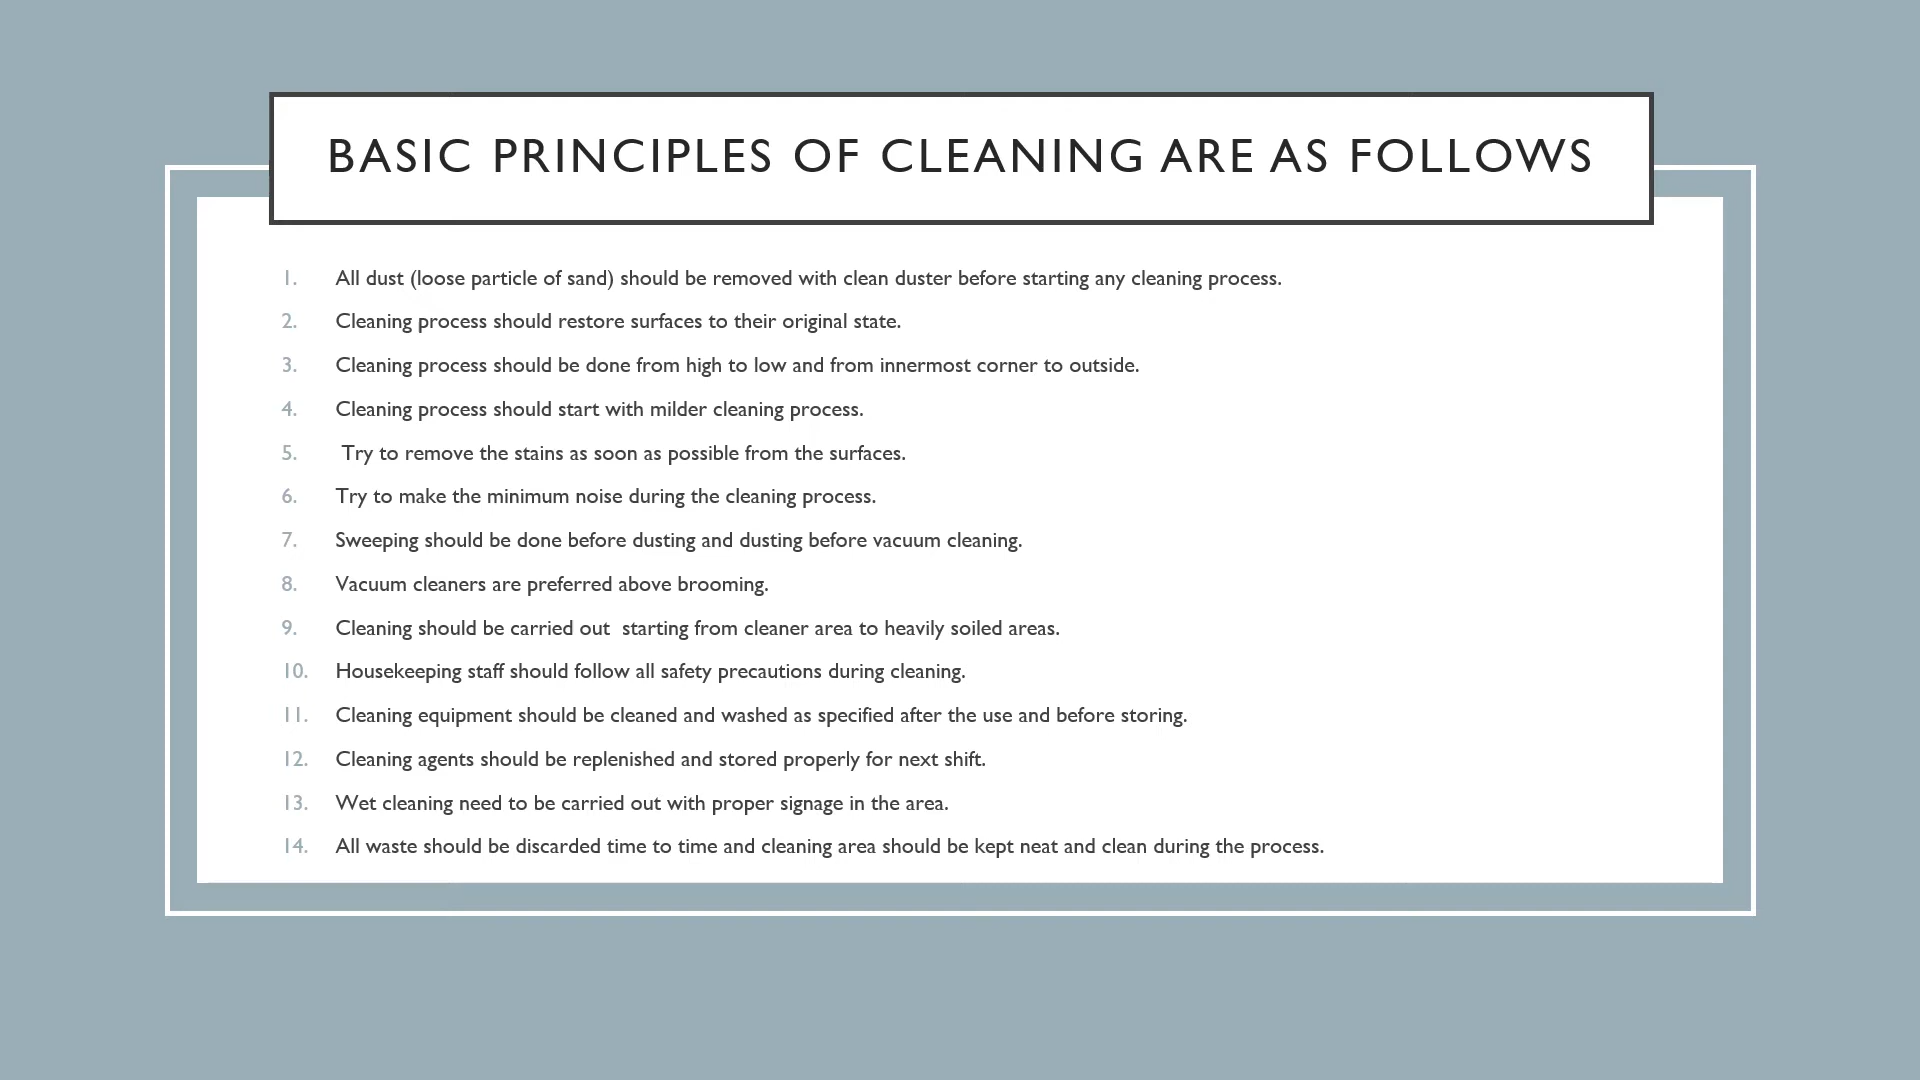 BASIC PRINCIPLES OF CLEANING ARE AS FOLLOWS
1. All dust (loose particle of sand) should be removed with clean duster before starting any cleaning process.
2. Cleaning process should restore surfaces to their original state.
3. Cleaning process should be done from high to low and from innermost corner to outside.
4. Cleaning process should start with milder cleaning process.
5. Try to remove the stains as soon as possible from the surfaces.
6. Try to make the minimum noise during the cleaning process.
7. Sweeping should be done before dusting and dusting before vacuum cleaning.
8. Vacuum cleaners are preferred above brooming.
9. Cleaning should be carried out  starting from cleaner area to heavily soiled areas.
10. Housekeeping staff should follow all safety precautions during cleaning.
11. Cleaning equipment should be cleaned and washed as specified after the use and before storing.
12. Cleaning agents should be replenished and stored properly for next shift.
13. Wet cleaning need to be carried out with proper signage in the area.
14. All waste should be discarded time to time and cleaning area should be kept neat and clean during the process.